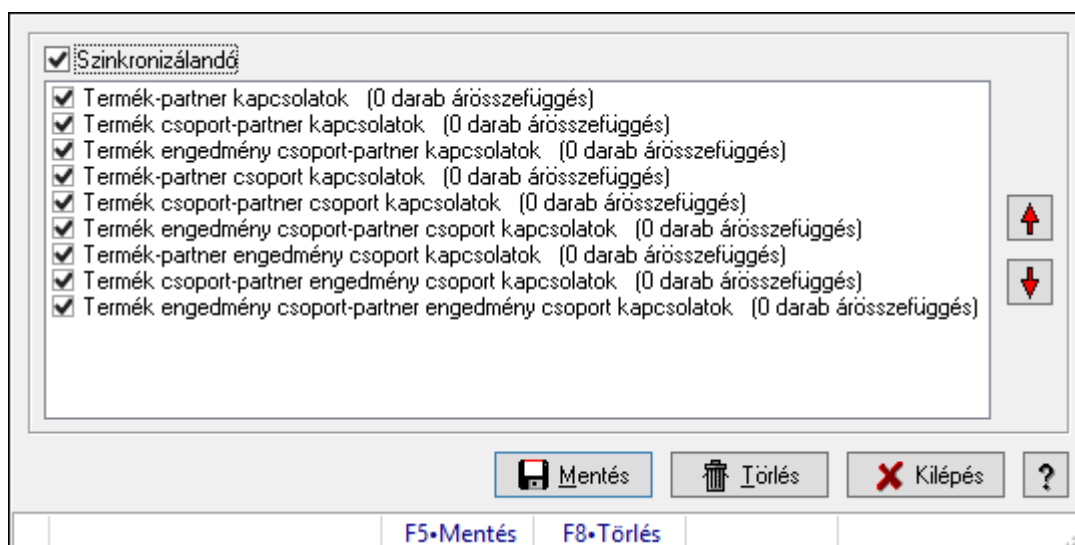 Szinkronizálandó
Termék-partner kapcsolatok (0 darab árösszefüggés)
Termék csoport-partner kapcsolatok (0 darab árösszefüggés)
Termék engedmény csoport-partner kapcsolatok (0 darab árösszefüggés)
Termék-partner csoport kapcsolatok (0 darab árösszefüggés)
Termék csoport-partner csoport kapcsolatok (0 darab árösszefüggés)
Termék engedmény csoport-partner csoport kapcsolatok (0 darab árösszefüggés)
Termék-partner engedmény csoport kapcsolatok (0 darab árösszefüggés)
Termék csoport-partner engedmény csoport kapcsolatok (0 darab árösszefüggés)
Termék engedmény csoport-partner engedmény csoport kapcsolatok (0 darab árösszefüggés)
Mentés Törlés Kilépés ?
F5•Mentés F8•Törlés